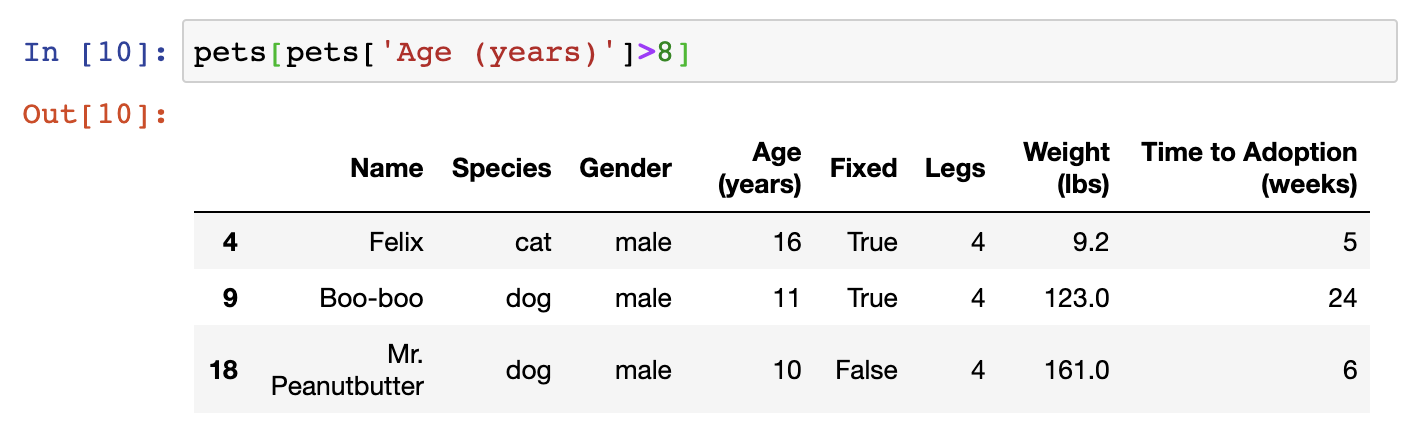 In [10]: pets[pets['Age (years)']>8]
Out[10]:
Name Species Gender Age (years) Fixed Legs Weight (lbs) Time to Adoption (weeks)
4 Felix cat male 16 True 4 9.2 5
9 Boo-boo dog male 11 True 4 123.0 24
18 Mr. Peanutbutter dog male 10 False 4 161.0 6